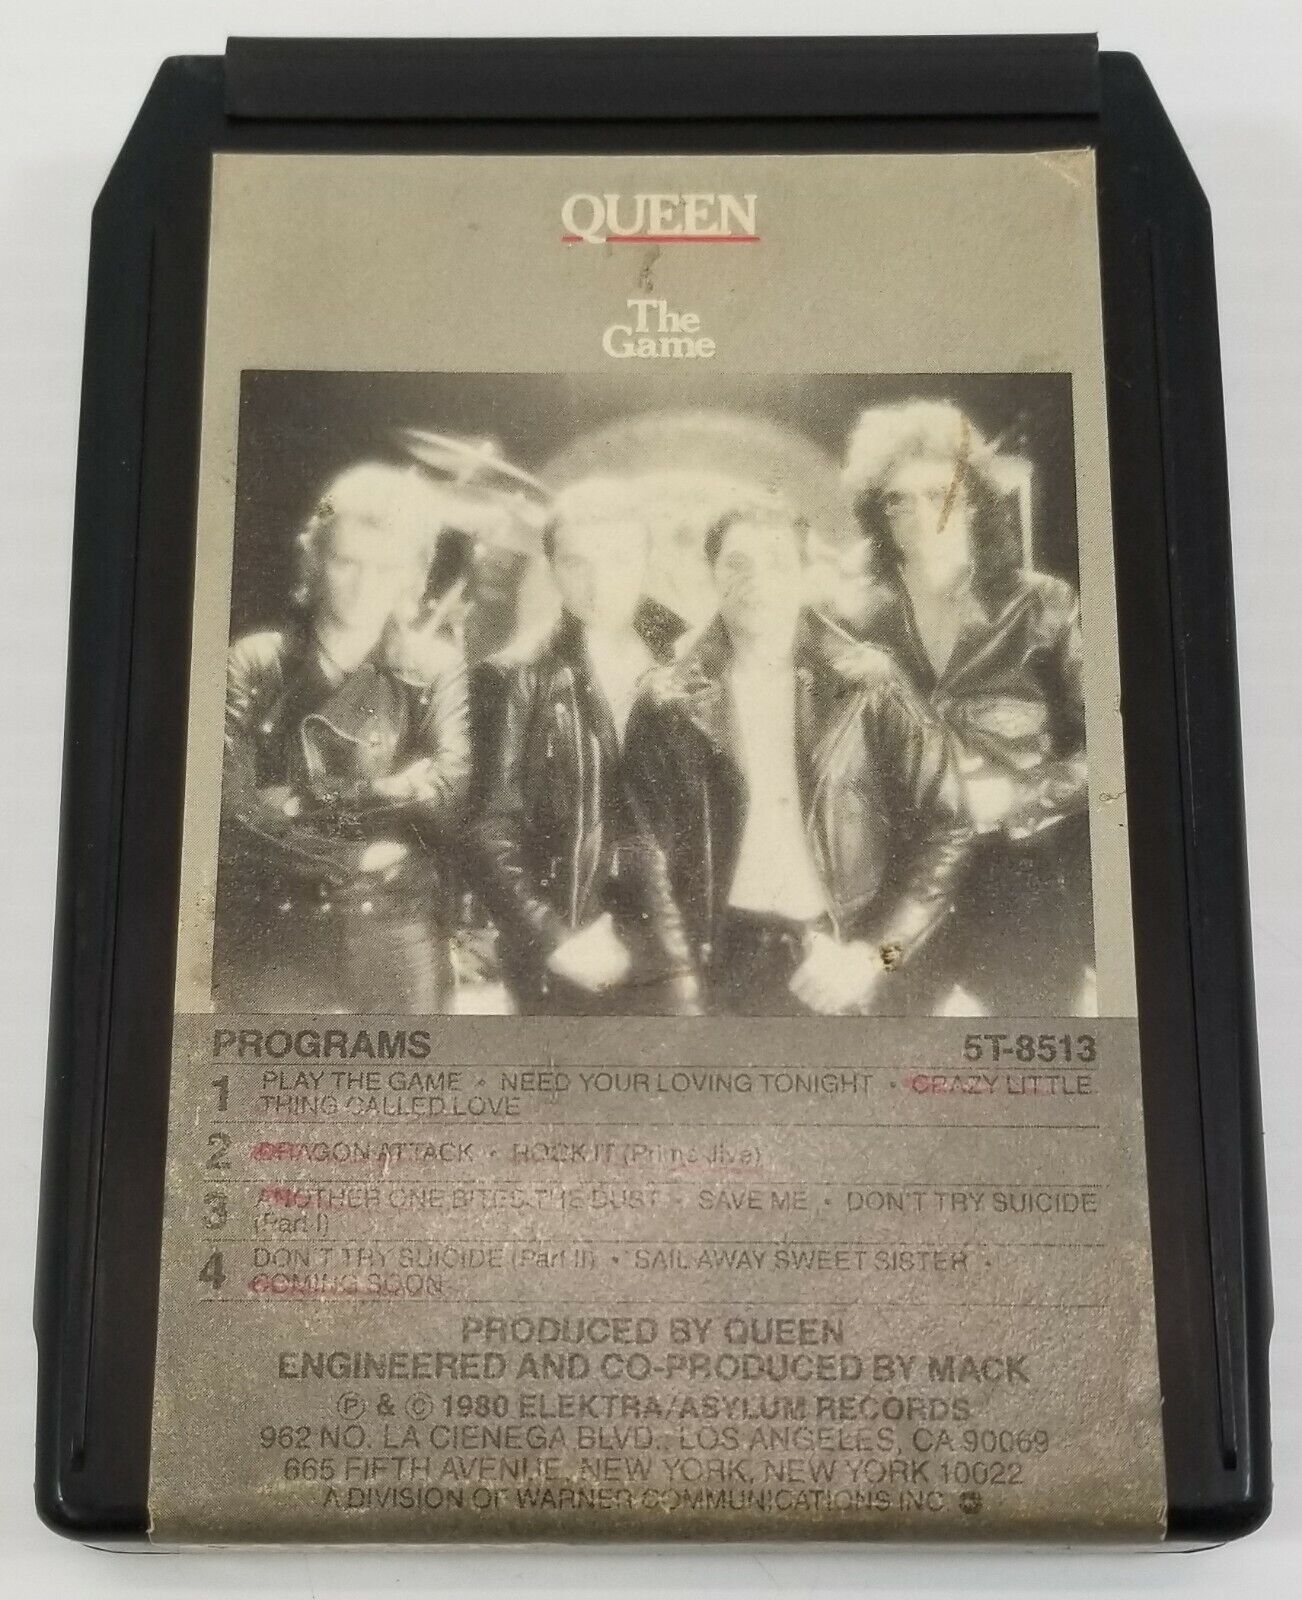 QUEEN
The
Game
PROGRAMS 5T-8513
1 PLAY THE GAME • NEED YOUR LOVING TONIGHT • CRAZY LITTLE
THING CALLED LOVE
2 DRAGON ATTACK • ROCK IT (Prime Jive)
3 ANOTHER ONE BITES THE DUST • SAVE ME • DON'T TRY SUICIDE
(Part I)
4 DON'T TRY SUICIDE (Part II) • SAIL AWAY SWEET SISTER •
COMING SOON
PRODUCED BY QUEEN
ENGINEERED AND CO-PRODUCED BY MACK
℗ & © 1980 ELEKTRA/ASYLUM RECORDS
962 NO. LA CIENEGA BLVD., LOS ANGELES, CA 90069
665 FIFTH AVENUE, NEW YORK, NEW YORK 10022
A DIVISION OF WARNER COMMUNICATIONS INC.